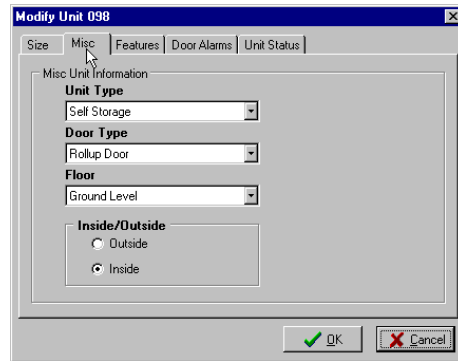 Modify Unit 098
Size Misc Features Door Alarms Unit Status
Misc Unit Information
Unit Type
Self Storage
Door Type
Rollup Door
Floor
Ground Level
Inside/Outside
Outside
Inside
OK Cancel